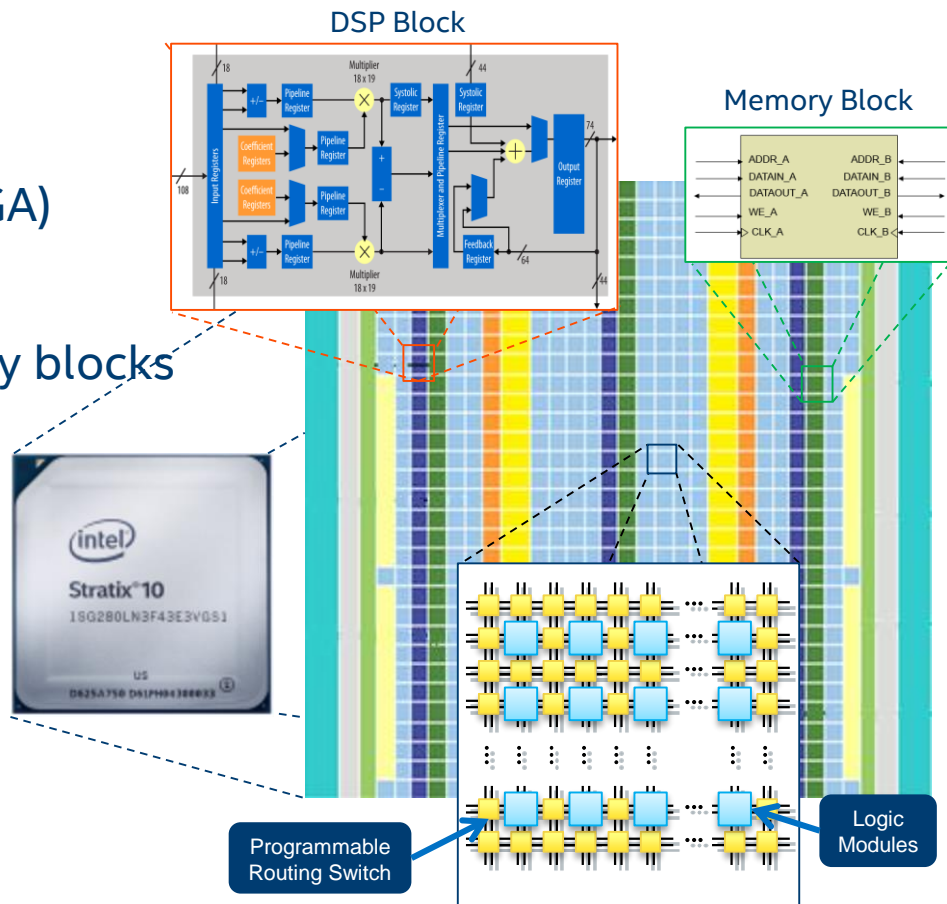 DSP Block
18
Multiplier
18 x 19
44
Input Registers
+/−
Pipeline
Register
×
Systolic
Register
Multiplexer and Pipeline Register
Systolic
Register
74
Coefficient
Registers
Pipeline
Register
+
−
+
Output
Register
108
Coefficient
Registers
Pipeline
Register
+/−
Pipeline
Register
×
Feedback
Register
64
18
Multiplier
18 x 19
44
Memory Block
ADDR_A ADDR_B
DATAIN_A DATAIN_B
DATAOUT_A DATAOUT_B
WE_A WE_B
CLK_A CLK_B
GA)
y blocks
intel
Stratix® 10
1SG280LN3F43E3VGS1
US
Programmable
Routing Switch
Logic
Modules